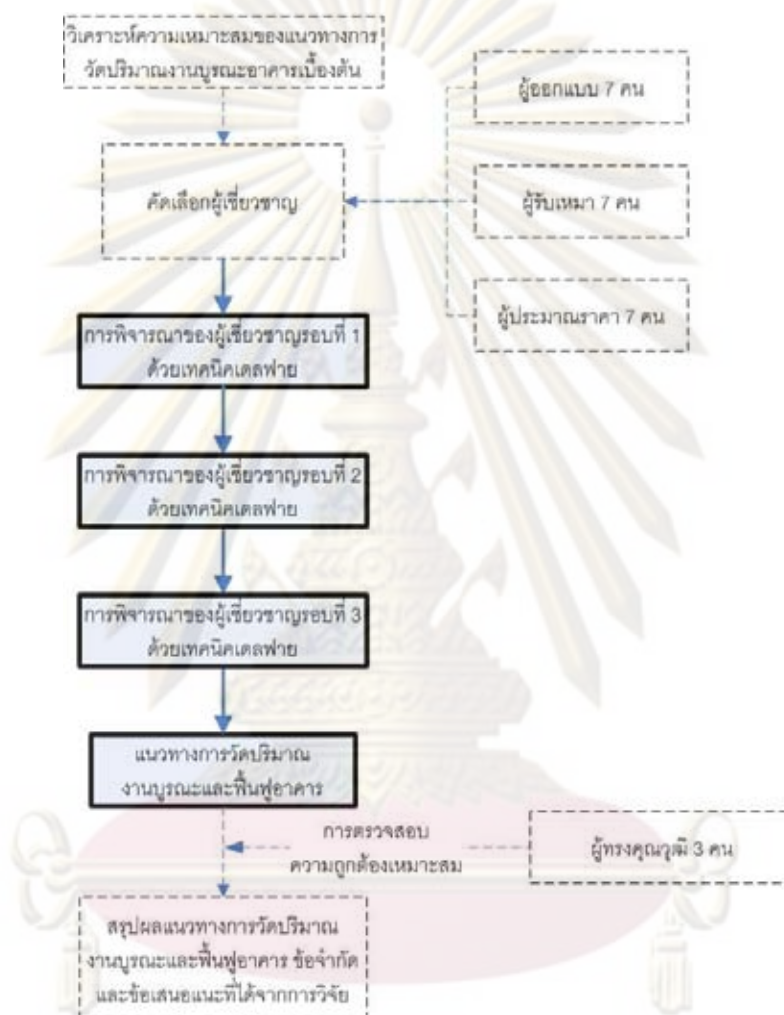 วิเคราะห์ความเหมาะสมของแนวทางการ
วัดปริมาณงานบูรณะอาคารเบื้องต้น
ผู้ออกแบบ 7 คน
คัดเลือกผู้เชี่ยวชาญ
ผู้รับเหมา 7 คน
ผู้ประมาณราคา 7 คน
การพิจารณาของผู้เชี่ยวชาญรอบที่ 1
ด้วยเทคนิคเดลฟาย
การพิจารณาของผู้เชี่ยวชาญรอบที่ 2
ด้วยเทคนิคเดลฟาย
การพิจารณาของผู้เชี่ยวชาญรอบที่ 3
ด้วยเทคนิคเดลฟาย
แนวทางการวัดปริมาณ
งานบูรณะและฟื้นฟูอาคาร
การตรวจสอบ
ความถูกต้องเหมาะสม
ผู้ทรงคุณวุฒิ 3 คน
สรุปผลแนวทางการวัดปริมาณ
งานบูรณะและฟื้นฟูอาคาร ข้อจำกัด
และข้อเสนอแนะที่ได้จากการวิจัย